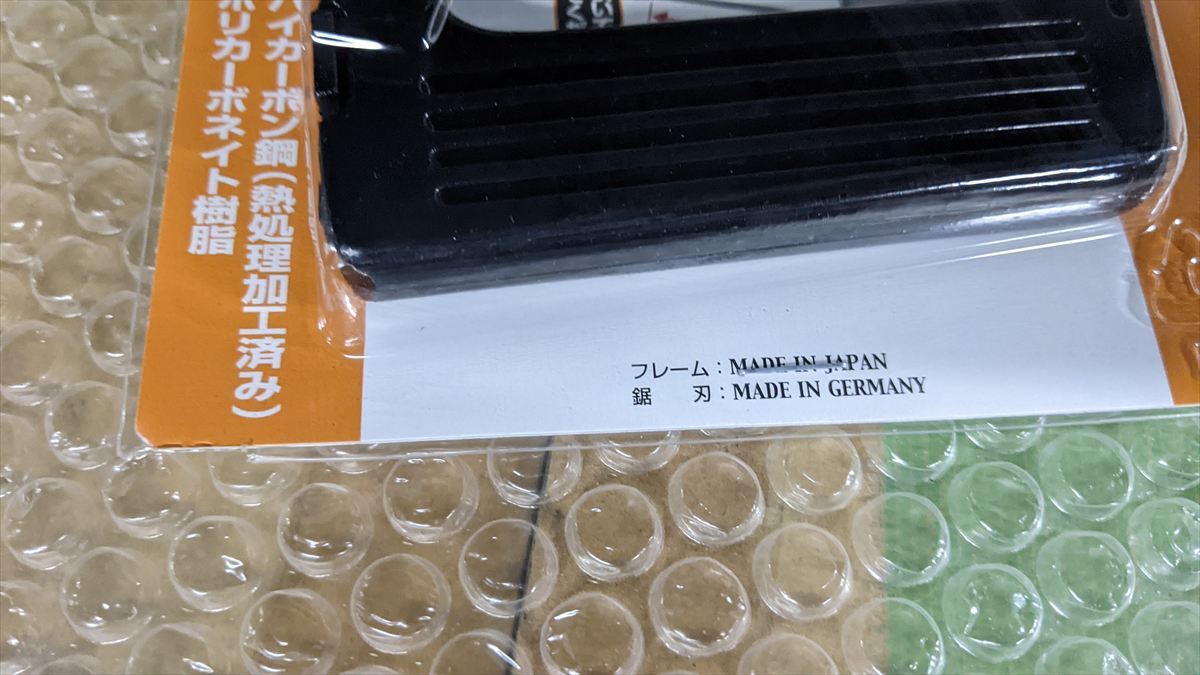 ハイカーボン鋼(熱処理加工済み)
ポリカーボネイト樹脂
フレーム：MADE IN JAPAN
鋸　刃：MADE IN GERMANY